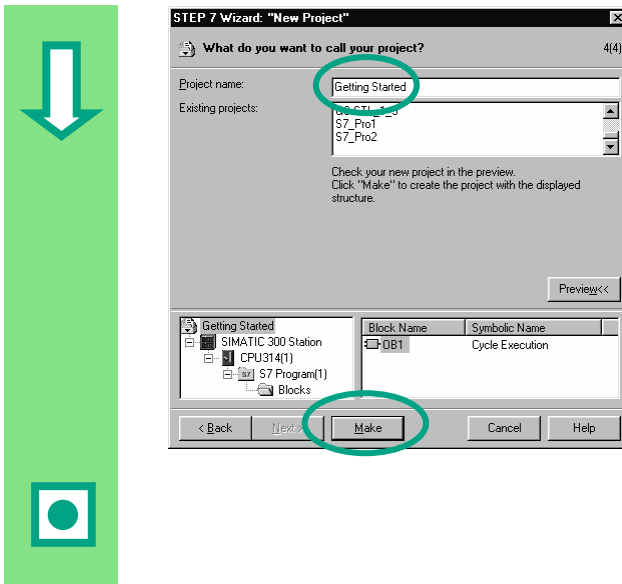 STEP 7 Wizard: "New Project"
What do you want to call your project? 4(4)
Project name: Getting Started
Existing projects:
S7_Pro1
S7_Pro2
Check your new project in the preview.
Click "Make" to create the project with the displayed
structure.
Preview<<
Getting Started
SIMATIC 300 Station
CPU314(1)
S7 Program(1)
Blocks
Block Name Symbolic Name
OB1 Cycle Execution
< Back Next > Make Cancel Help